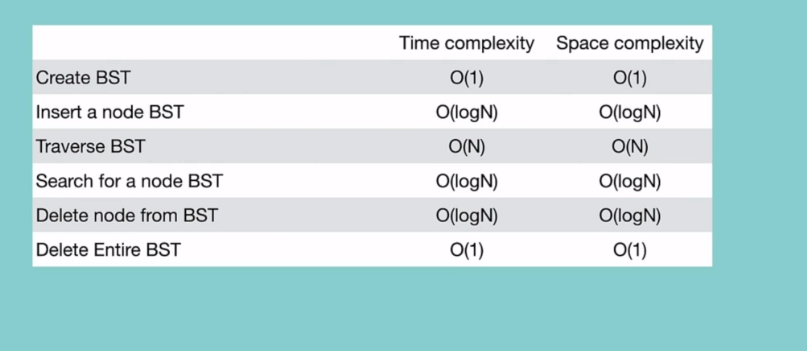 Time complexity Space complexity
Create BST O(1) O(1)
Insert a node BST O(logN) O(logN)
Traverse BST O(N) O(N)
Search for a node BST O(logN) O(logN)
Delete node from BST O(logN) O(logN)
Delete Entire BST O(1) O(1)